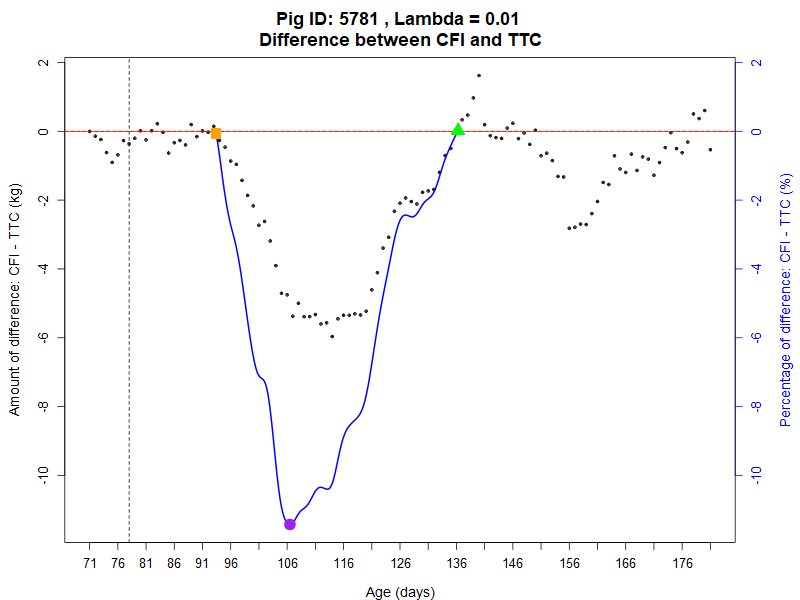 Pig ID: 5781 , Lambda = 0.01
Difference between CFI and TTC
Amount of difference: CFI - TTC (kg)
2
0
-2
-4
-6
-8
-10
2
0
-2
-4
-6
-8
-10
Percentage of difference: CFI - TTC (%)
71 76 81 86 91 96 106 116 126 136 146 156 166 176
Age (days)